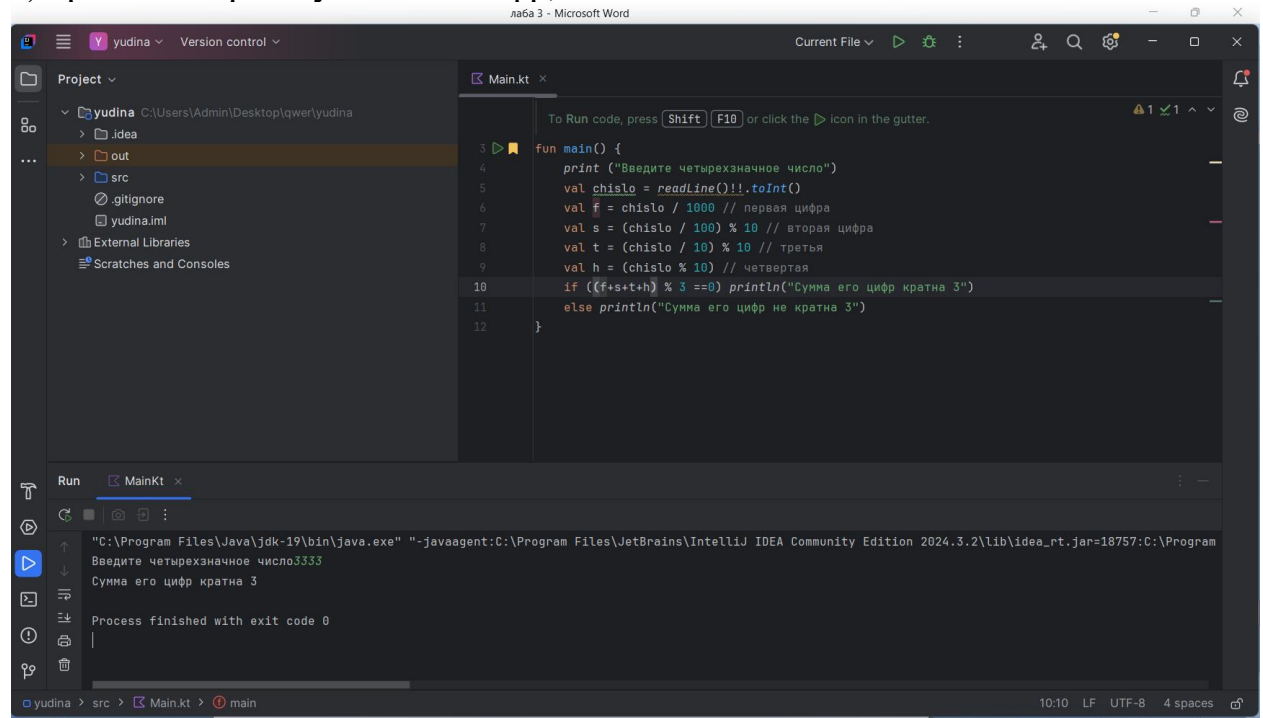 лаба 3 - Microsoft Word
Y yudina Version control Current File
Project
Main.kt
yudina C:\Users\Admin\Desktop\qwer\yudina
.idea
out
src
.gitignore
yudina.iml
External Libraries
Scratches and Consoles
To Run code, press Shift F10 or click the icon in the gutter.
1 1
3 fun main() {
4 print ("Введите четырехзначное число")
5 val chislo = readLine()!!.toInt()
6 val f = chislo / 1000 // первая цифра
7 val s = (chislo / 100) % 10 // вторая цифра
8 val t = (chislo / 10) % 10 // третья
9 val h = (chislo % 10) // четвертая
10 if ((f+s+t+h) % 3 ==0) println("Сумма его цифр кратна 3")
11 else println("Сумма его цифр не кратна 3")
12 }
Run MainKt
"C:\Program Files\Java\jdk-19\bin\java.exe" "-javaagent:C:\Program Files\JetBrains\IntelliJ IDEA Community Edition 2024.3.2\lib\idea_rt.jar=18757:C:\Program
Введите четырехзначное число3333
Сумма его цифр кратна 3
Process finished with exit code 0
yudina > src > Main.kt > main 10:10 LF UTF-8 4 spaces